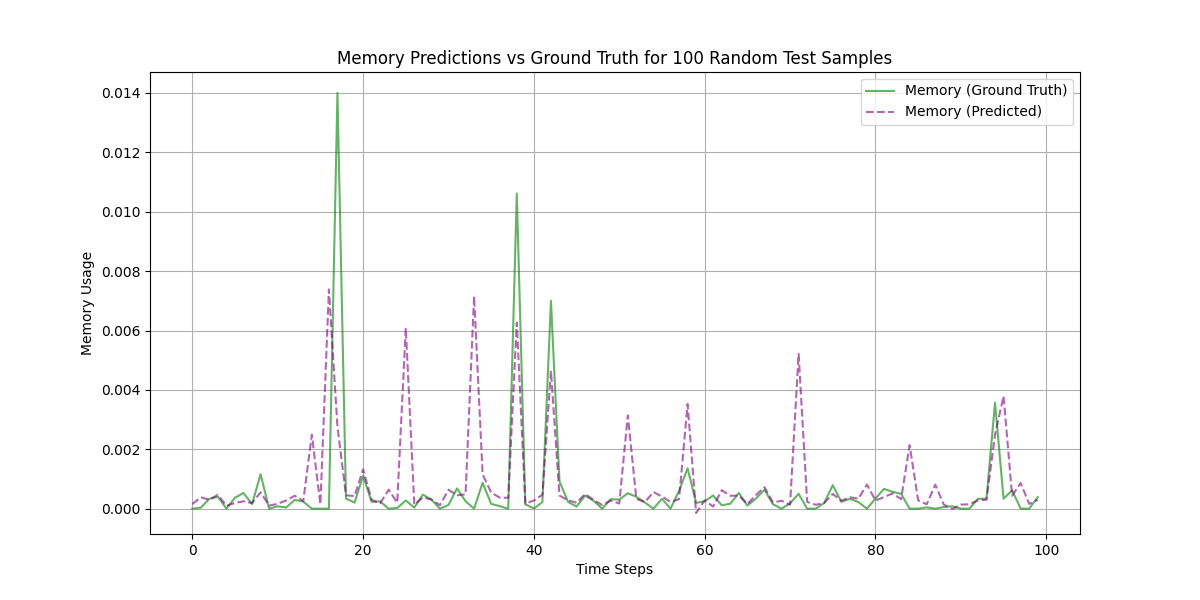 Memory Predictions vs Ground Truth for 100 Random Test Samples
Memory (Ground Truth)
Memory (Predicted)
Memory Usage
0.014
0.012
0.010
0.008
0.006
0.004
0.002
0.000
0 20 40 60 80 100
Time Steps